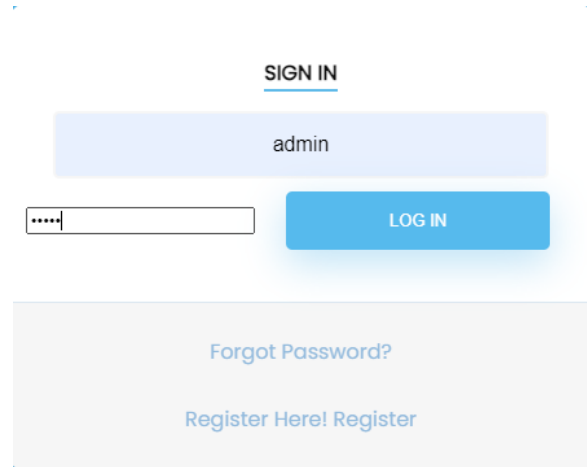 SIGN IN
admin
•••••
LOG IN
Forgot Password?
Register Here! Register